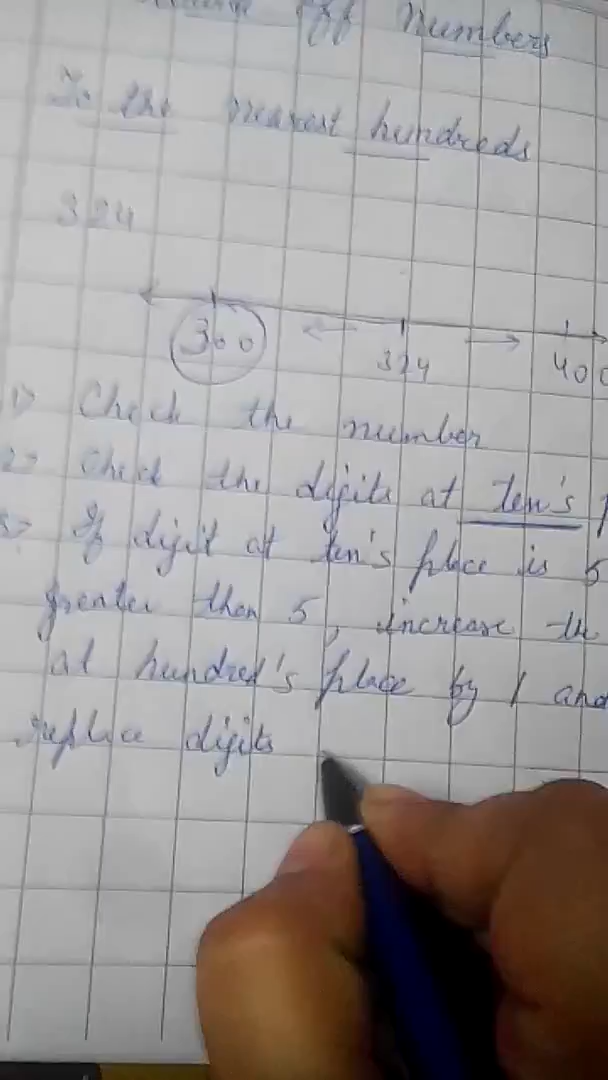 off Numbers
To the nearest hundreds
324
300 324 400
1> Check the number
2> Check the digits at ten's p
3> If digit at ten's place is 5
greater then 5, increase the
at hundred's place by 1 and
replace digits